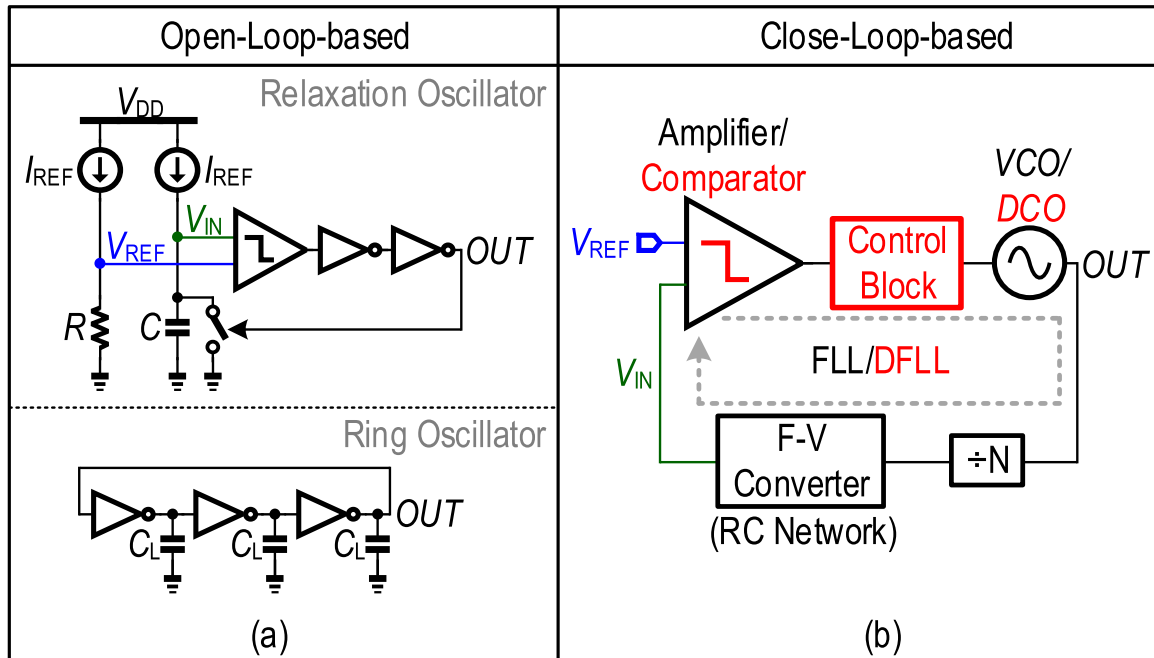 Open-Loop-based
Relaxation Oscillator
VDD
IREF
IREF
VIN
VREF
OUT
R
C
Ring Oscillator
OUT
CL
CL
CL
(a)
Close-Loop-based
Amplifier/
Comparator
VCO/
DCO
VREF
Control
Block
OUT
FLL/DFLL
VIN
F-V
Converter
÷N
(RC Network)
(b)